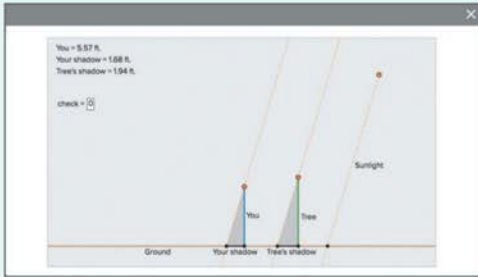 You = 5.57 ft.
Your shadow = 1.68 ft.
Tree's shadow = 1.94 ft.
check = 0
Sunlight
You
Tree
Ground
Your shadow
Tree's shadow